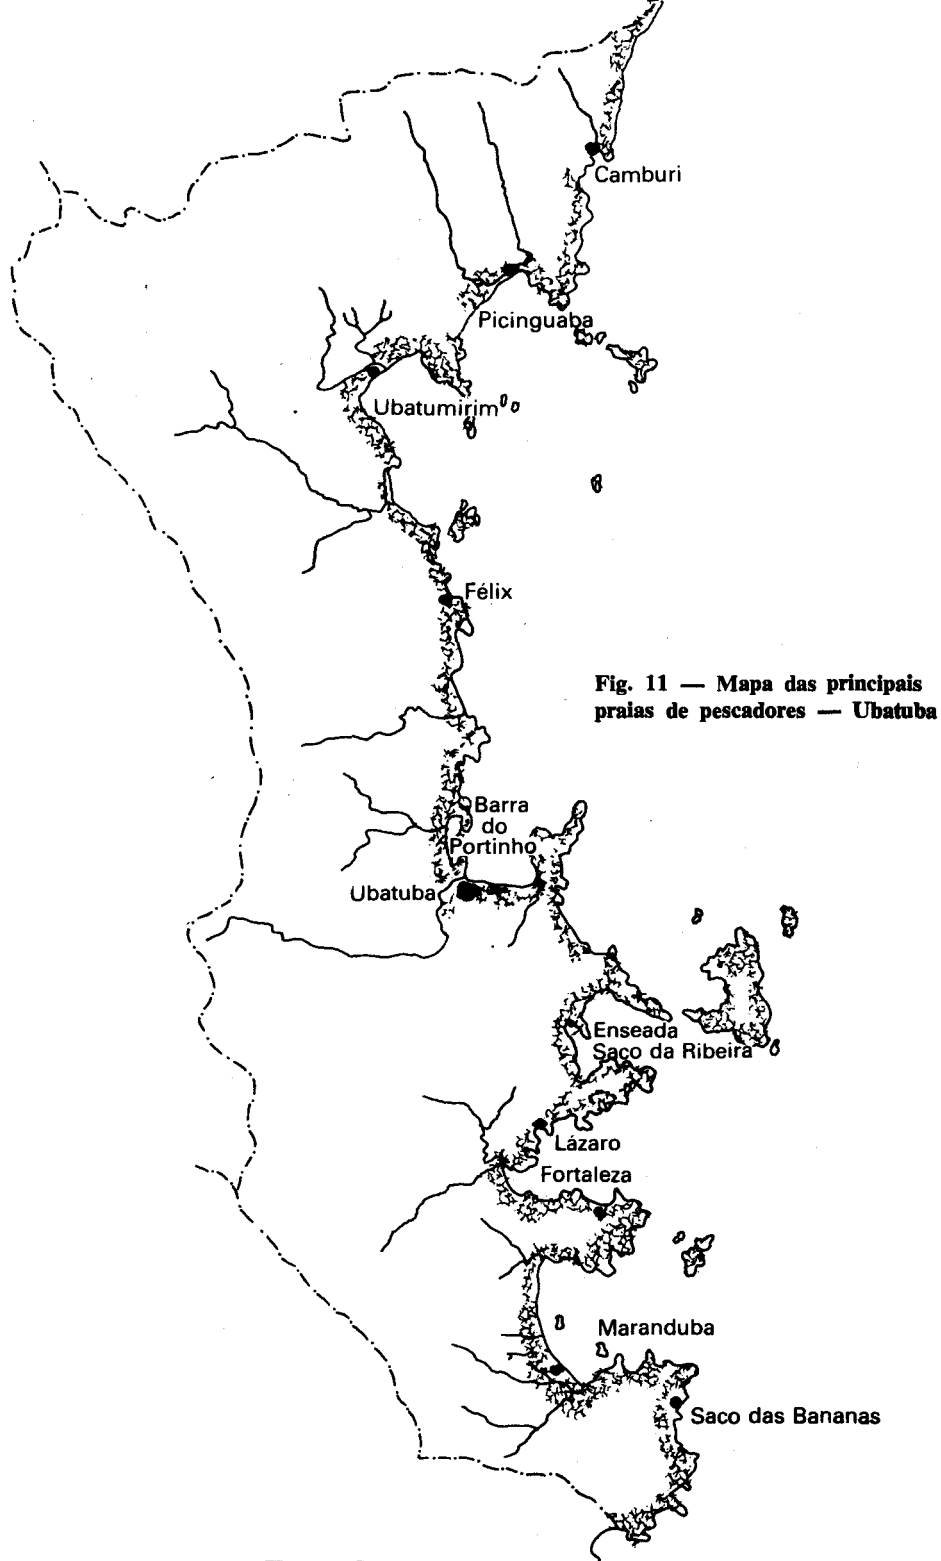 Camburi
Picinguaba
Ubatumirim
Félix
Fig. 11 — Mapa das principais
praias de pescadores — Ubatuba
Barra
do
Portinho
Ubatuba
Enseada
Saco da Ribeira
Lázaro
Fortaleza
Maranduba
Saco das Bananas